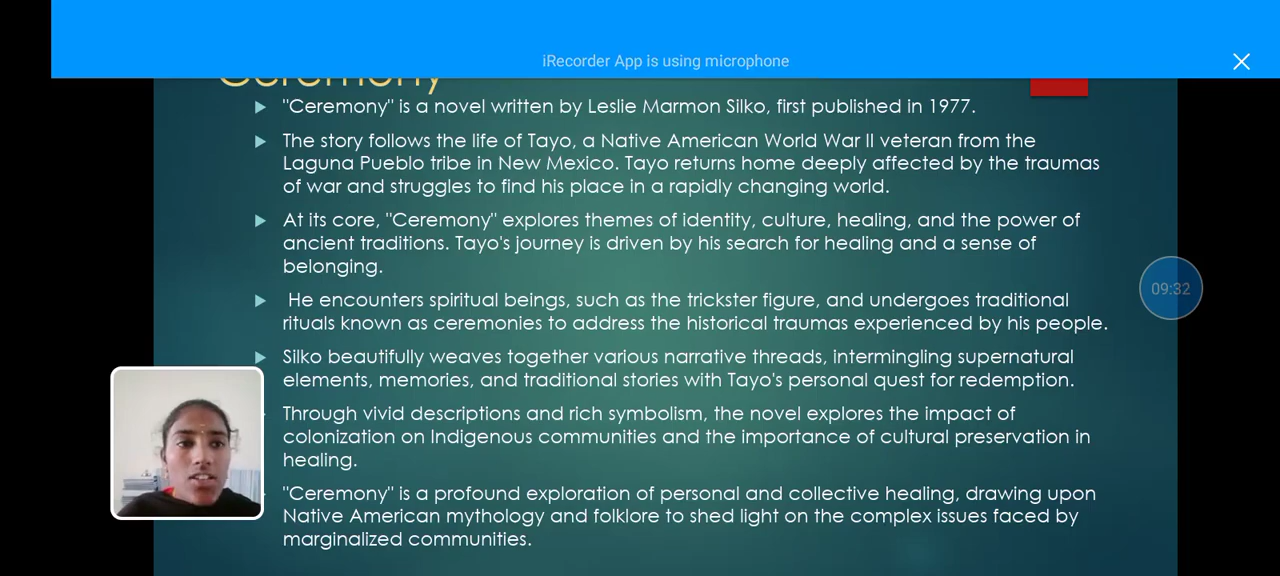 iRecorder App is using microphone
Ceremony
"Ceremony" is a novel written by Leslie Marmon Silko, first published in 1977.
The story follows the life of Tayo, a Native American World War II veteran from the
Laguna Pueblo tribe in New Mexico. Tayo returns home deeply affected by the traumas
of war and struggles to find his place in a rapidly changing world.
At its core, "Ceremony" explores themes of identity, culture, healing, and the power of
ancient traditions. Tayo's journey is driven by his search for healing and a sense of
belonging.
He encounters spiritual beings, such as the trickster figure, and undergoes traditional
rituals known as ceremonies to address the historical traumas experienced by his people.
09:32
Silko beautifully weaves together various narrative threads, intermingling supernatural
elements, memories, and traditional stories with Tayo's personal quest for redemption.
Through vivid descriptions and rich symbolism, the novel explores the impact of
colonization on Indigenous communities and the importance of cultural preservation in
healing.
"Ceremony" is a profound exploration of personal and collective healing, drawing upon
Native American mythology and folklore to shed light on the complex issues faced by
marginalized communities.